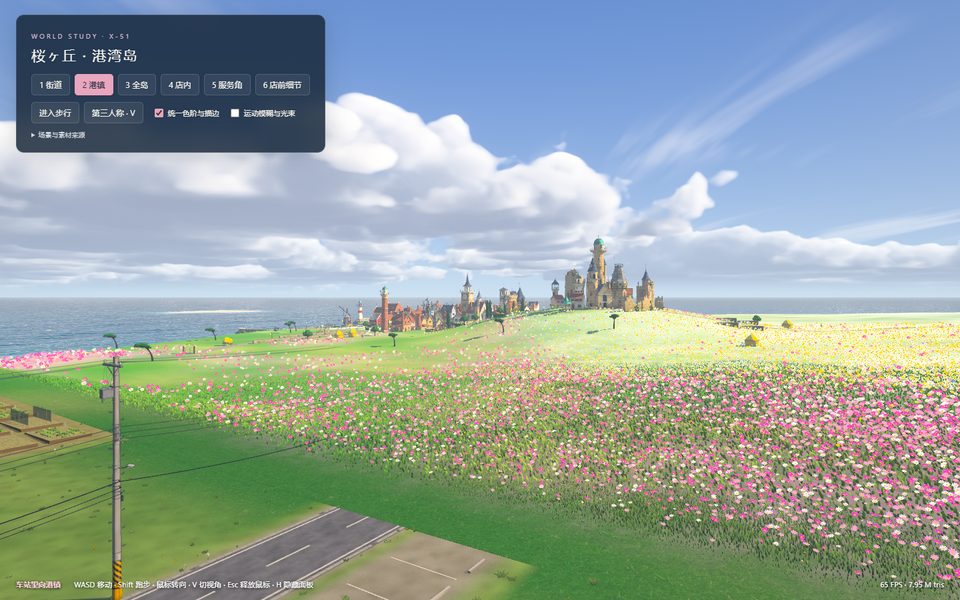 WORLD STUDY · X-51
桜ヶ丘・港湾岛
1 街道 2 港镇 3 全岛 4 店内 5 服务角 6 店前细节
进入步行 第三人称 · V 统一色阶与描边 运动模糊与光束
▸ 场景与素材来源
车站望向港镇 WASD 移动 · Shift 跑步 · 鼠标转向 · V 切视角 · Esc 释放鼠标 · H 隐藏面板 65 FPS · 7.95 M tris